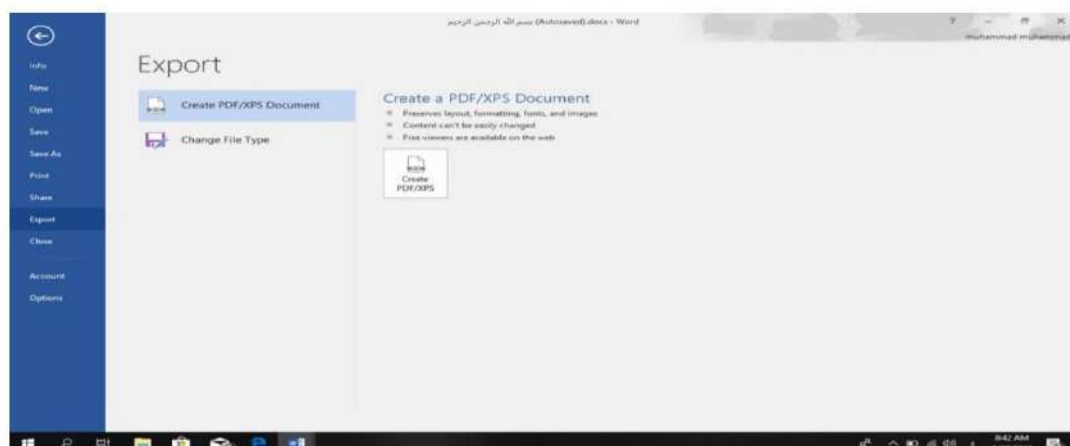 بسم الله الرحمن الرحيم (Autosaved).docx - Word
? – ×
muhammad muhammad
Info
New
Open
Save
Save As
Print
Share
Export
Close
Account
Options
Export
Create PDF/XPS Document
Change File Type
Create a PDF/XPS Document
Preserves layout, formatting, fonts, and images
Content can't be easily changed
Free viewers are available on the web
Create
PDF/XPS
8:42 AM